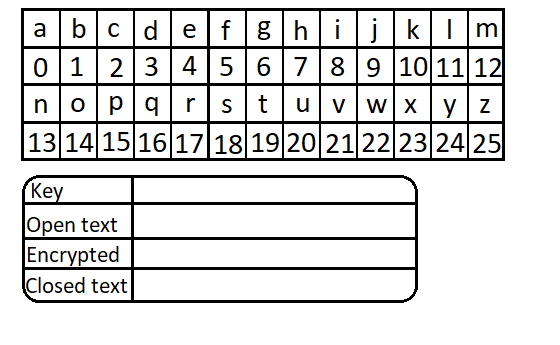 a b c d e f g h i j k l m
0 1 2 3 4 5 6 7 8 9 10 11 12
n o p q r s t u v w x y z
13 14 15 16 17 18 19 20 21 22 23 24 25
Key
Open text
Encrypted
Closed text